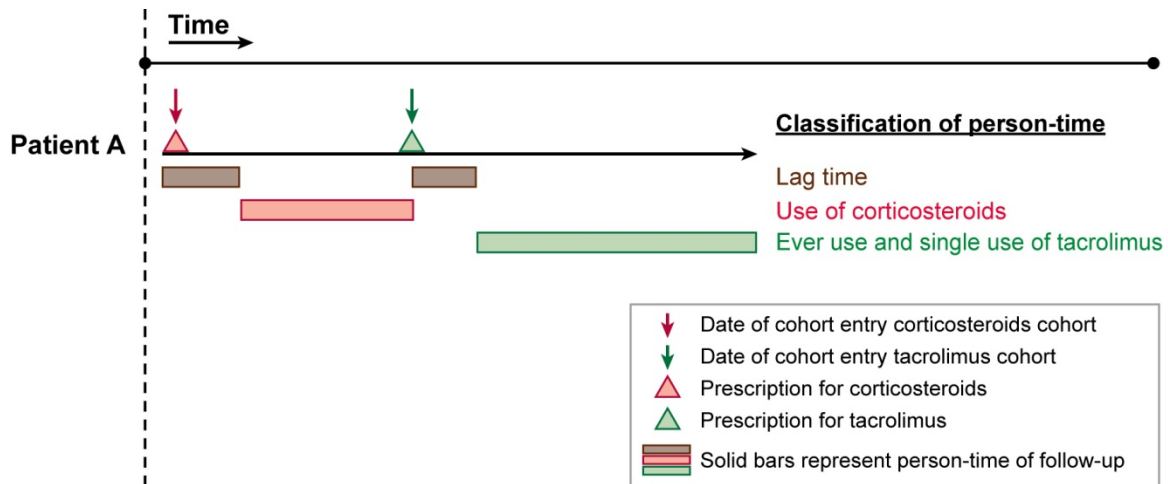 Time
Patient A
Classification of person-time
Lag time
Use of corticosteroids
Ever use and single use of tacrolimus
Date of cohort entry corticosteroids cohort
Date of cohort entry tacrolimus cohort
Prescription for corticosteroids
Prescription for tacrolimus
Solid bars represent person-time of follow-up